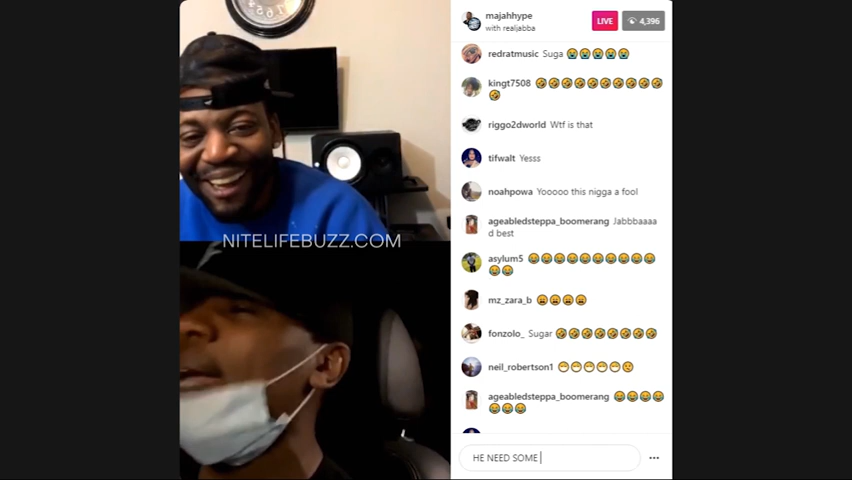 majahhype
with realjabba
LIVE
4,396
redratmusic Suga 😭😭😭😭😭
kingt7508 🤣🤣🤣🤣🤣🤣🤣🤣🤣🤣
🤣
riggo2dworld Wtf is that
tifwalt Yesss
noahpowa Yooooo this nigga a fool
ageabledsteppa_boomerang Jabbbaaaa
d best
asylum5 😂😂😂😂😂😂😂😂😂😂
😂😂
mz_zara_b 😩😩😩😩
fonzolo_ Sugar 🤣🤣🤣🤣🤣🤣🤣🤣
neil_robertson1 😷😷😷😷😷😗
ageabledsteppa_boomerang 😂😂😂😂
😂😂😂
HE NEED SOME
NITELIFEBUZZ.COM